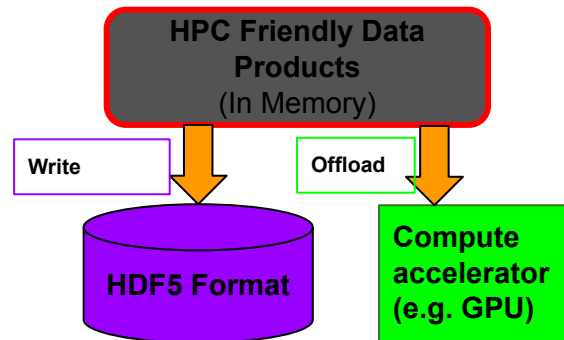 HPC Friendly Data
Products
(In Memory)
Write
Offload
HDF5 Format
Compute
accelerator
(e.g. GPU)